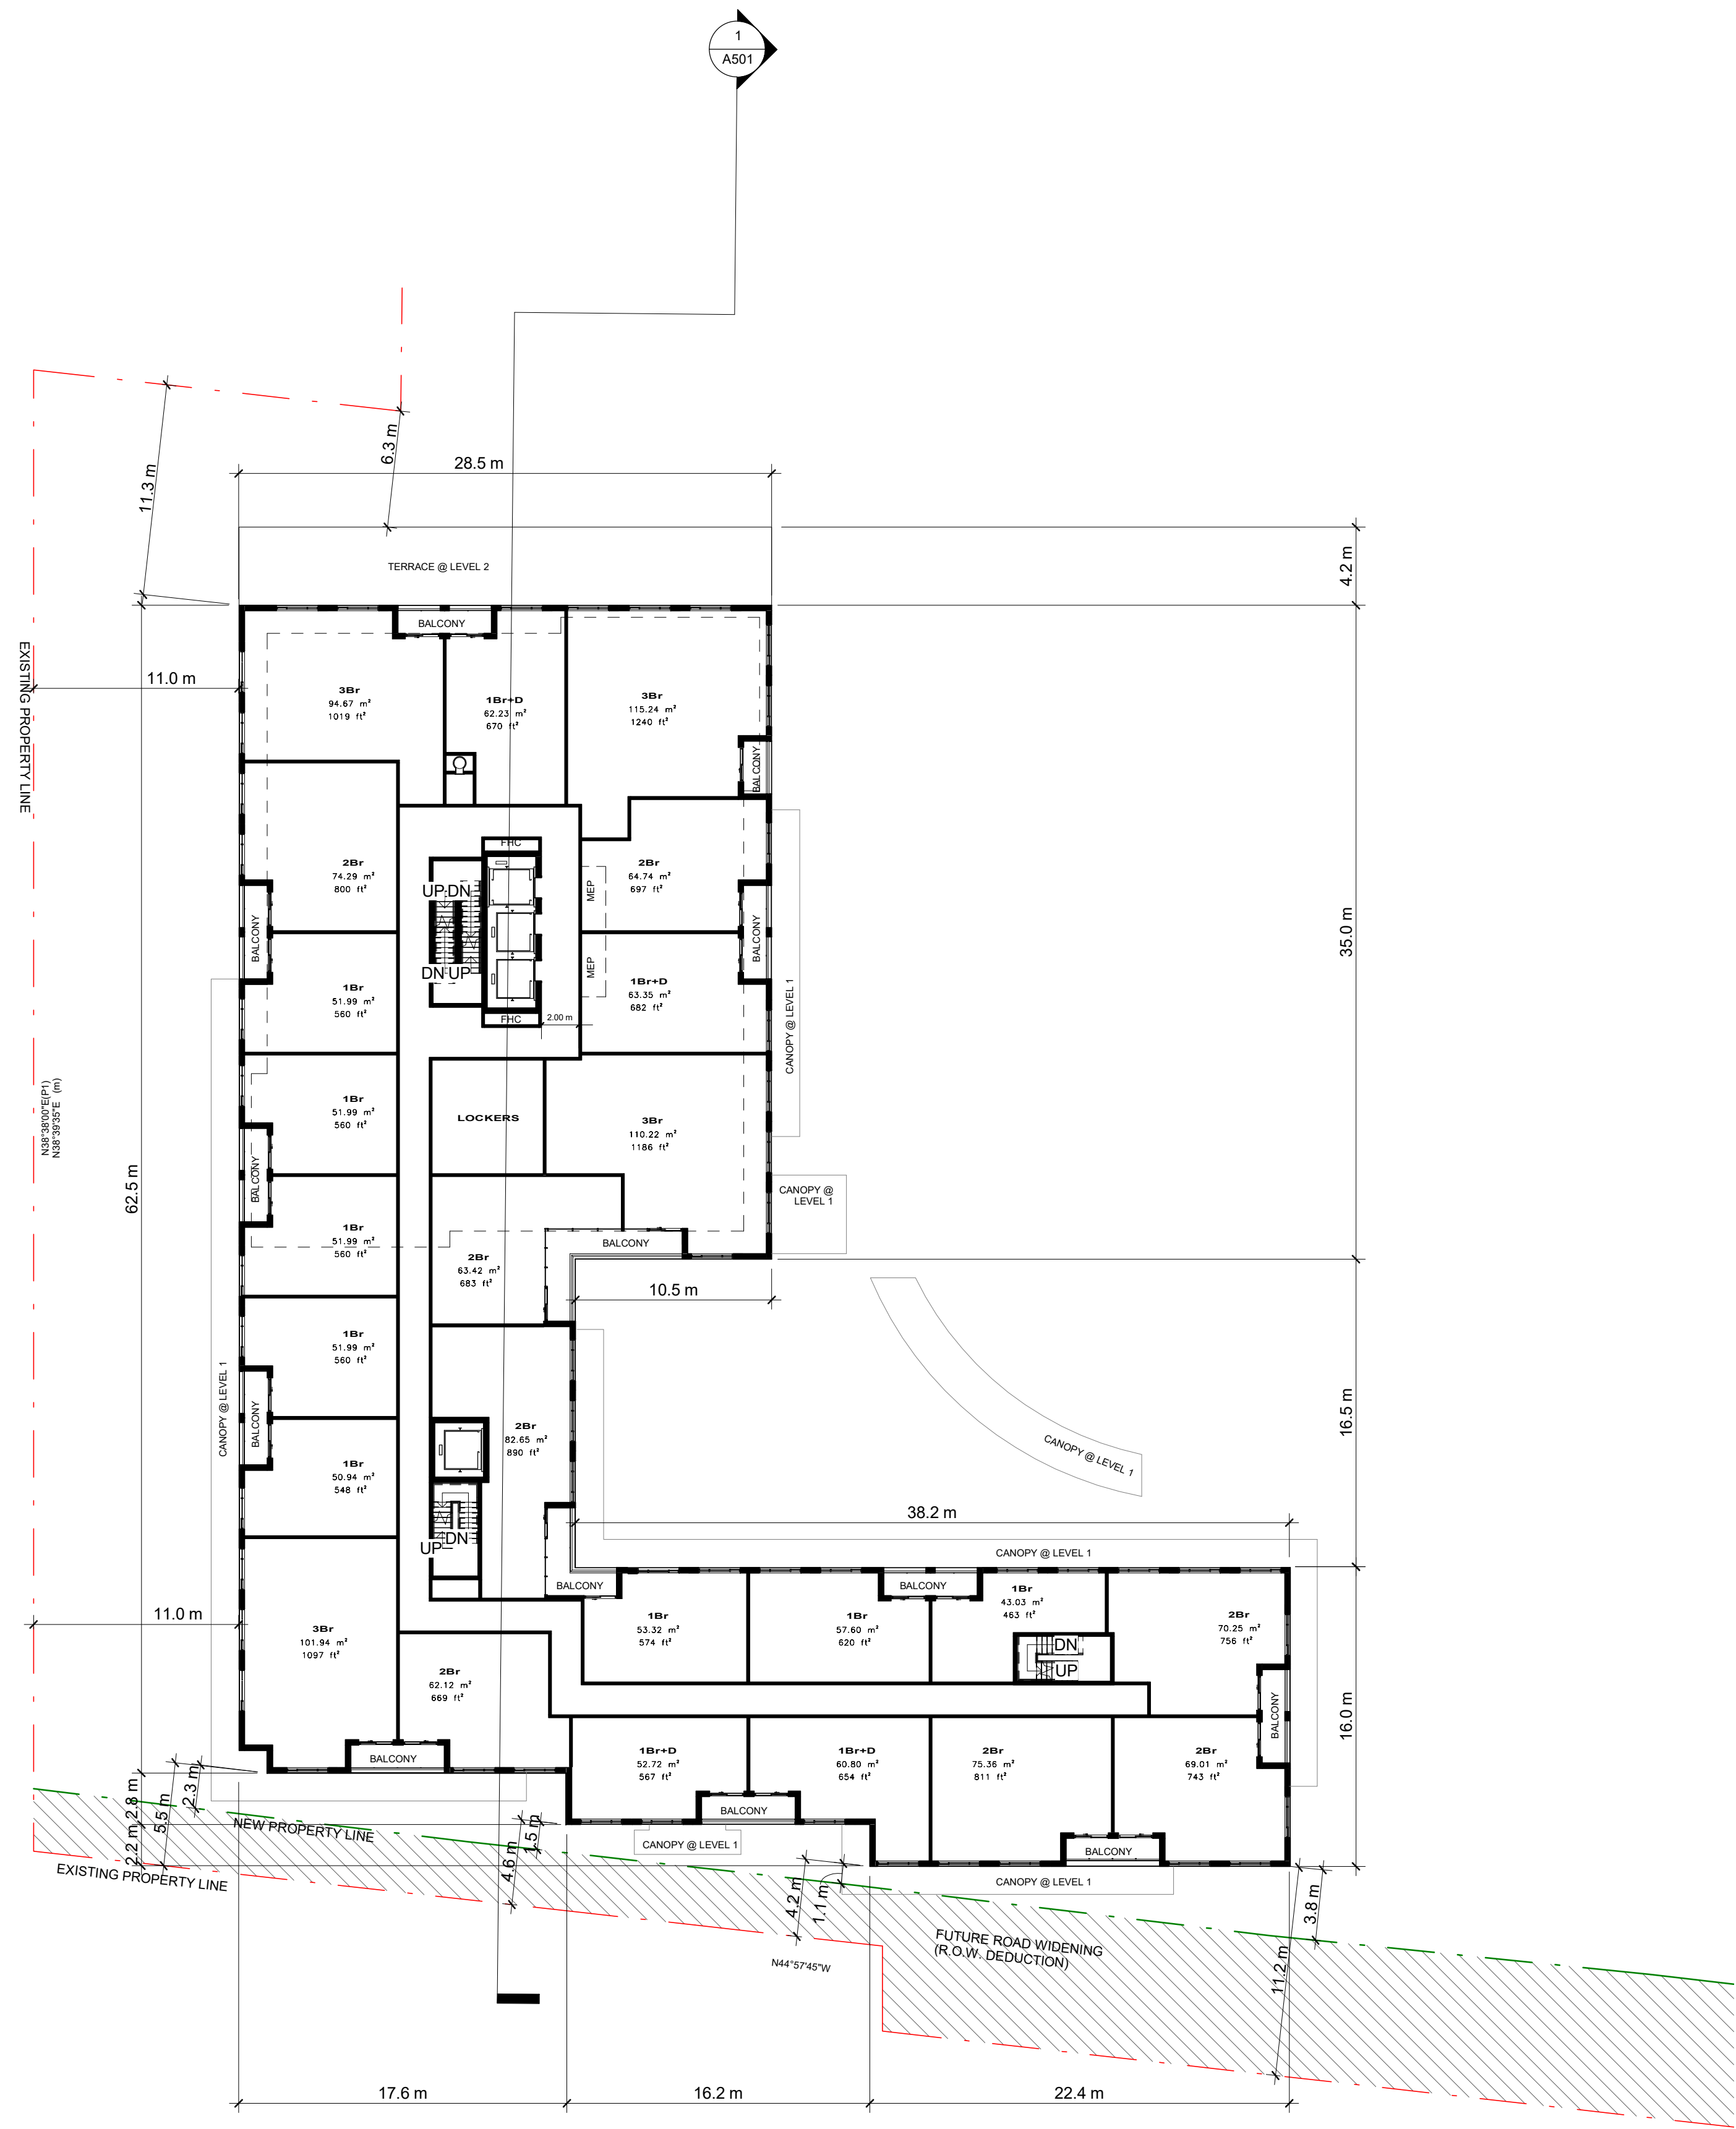 1
A501
6.3 m
11.3 m
28.5 m
4.2 m
TERRACE @ LEVEL 2
BALCONY
EXISTING PROPERTY LINE
11.0 m
3Br
94.67 m²
1019 ft²
1Br+D
62.23 m²
670 ft²
3Br
115.24 m²
1240 ft²
BALCONY
FHC
2Br
74.29 m²
800 ft²
UP DN
MEP
2Br
64.74 m²
697 ft²
BALCONY
BALCONY
35.0 m
DN UP
MEP
1Br
51.99 m²
560 ft²
1Br+D
63.35 m²
682 ft²
FHC
2.00 m
CANOPY @ LEVEL 1
N38°38'00"E(P1)
N38°39'35"E (m)
1Br
51.99 m²
560 ft²
LOCKERS
3Br
110.22 m²
1186 ft²
BALCONY
62.5 m
CANOPY @
LEVEL 1
1Br
51.99 m²
560 ft²
2Br
63.42 m²
683 ft²
BALCONY
10.5 m
1Br
51.99 m²
560 ft²
CANOPY @ LEVEL 1
BALCONY
16.5 m
2Br
82.65 m²
890 ft²
CANOPY @ LEVEL 1
1Br
50.94 m²
548 ft²
38.2 m
UP
DN
CANOPY @ LEVEL 1
BALCONY
BALCONY
11.0 m
3Br
101.94 m²
1097 ft²
1Br
53.32 m²
574 ft²
1Br
57.60 m²
620 ft²
1Br
43.03 m²
463 ft²
DN
UP
2Br
70.25 m²
756 ft²
2Br
62.12 m²
669 ft²
BALCONY
16.0 m
BALCONY
1Br+D
52.72 m²
567 ft²
1Br+D
60.80 m²
654 ft²
2Br
75.36 m²
811 ft²
2Br
69.01 m²
743 ft²
2.8 m
5.5 m
2.3 m
BALCONY
2.2 m
NEW PROPERTY LINE
4.6 m
1.5 m
CANOPY @ LEVEL 1
BALCONY
EXISTING PROPERTY LINE
CANOPY @ LEVEL 1
4.2 m
1.1 m
3.8 m
FUTURE ROAD WIDENING
(R.O.W. DEDUCTION)
N44°57'45"W
11.2 m
17.6 m
16.2 m
22.4 m